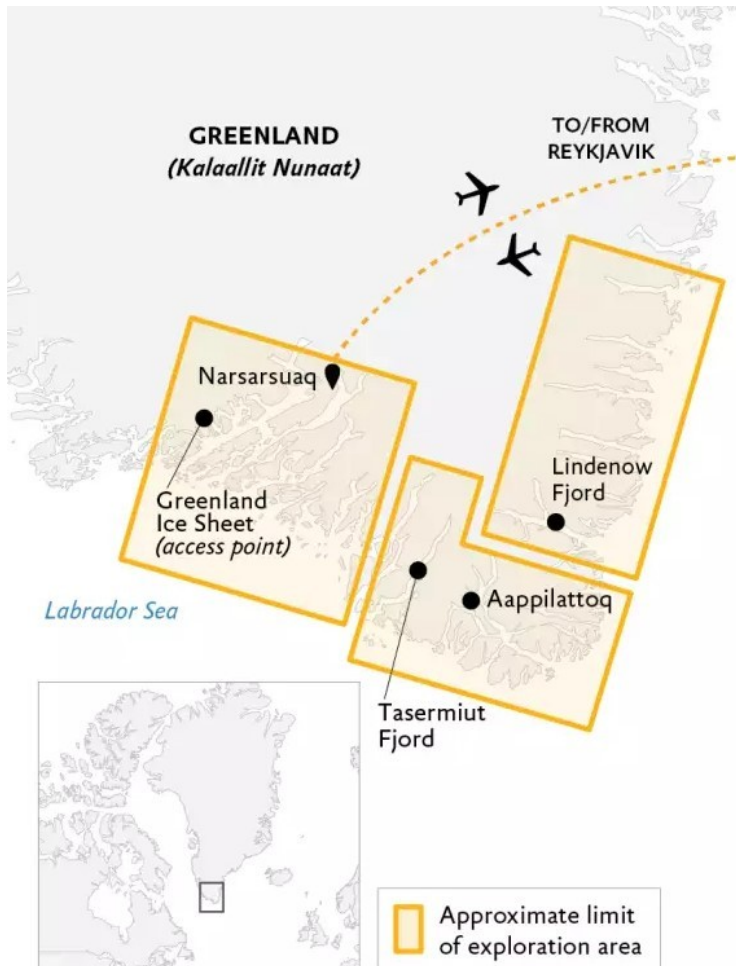 GREENLAND
(Kalaallit Nunaat)
TO/FROM
REYKJAVIK
Narsarsuaq
Greenland
Ice Sheet
(access point)
Lindenow
Fjord
Aappilattoq
Labrador Sea
Tasermiut
Fjord
Approximate limit
of exploration area